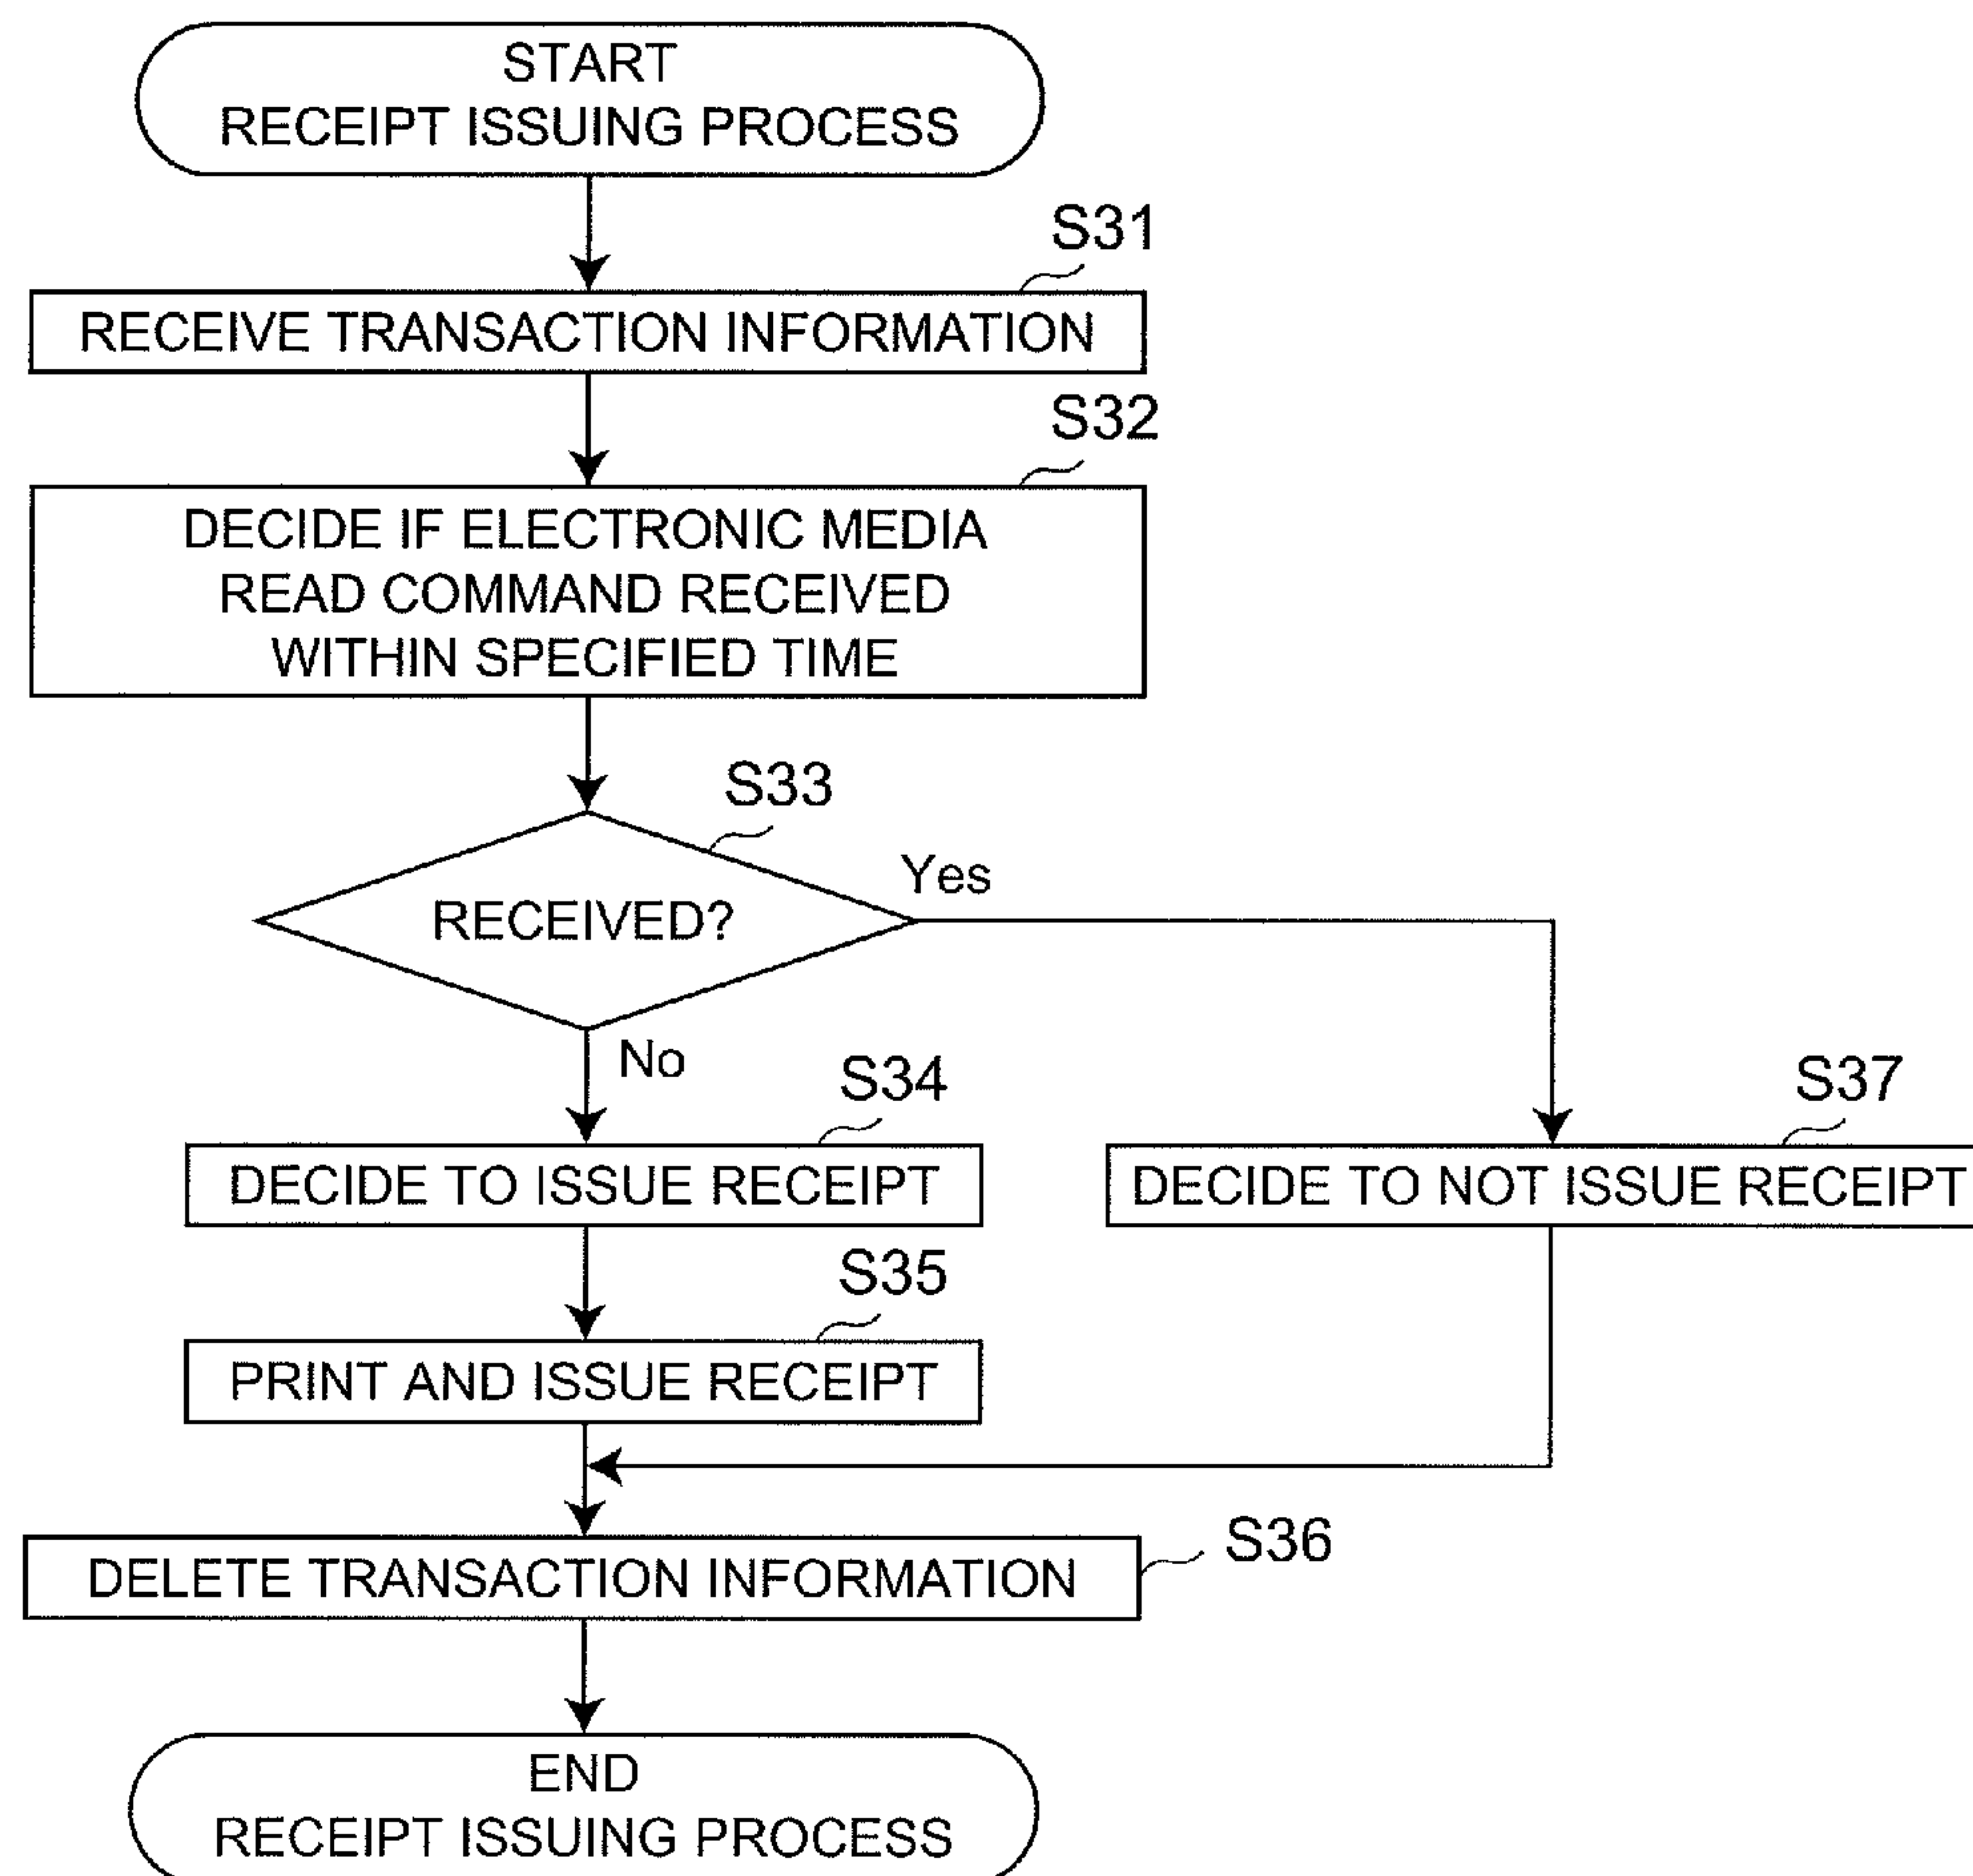 START
RECEIPT ISSUING PROCESS
S31
RECEIVE TRANSACTION INFORMATION
S32
DECIDE IF ELECTRONIC MEDIA
READ COMMAND RECEIVED
WITHIN SPECIFIED TIME
S33
RECEIVED?
Yes
No
S34
DECIDE TO ISSUE RECEIPT
S37
DECIDE TO NOT ISSUE RECEIPT
S35
PRINT AND ISSUE RECEIPT
S36
DELETE TRANSACTION INFORMATION
END
RECEIPT ISSUING PROCESS